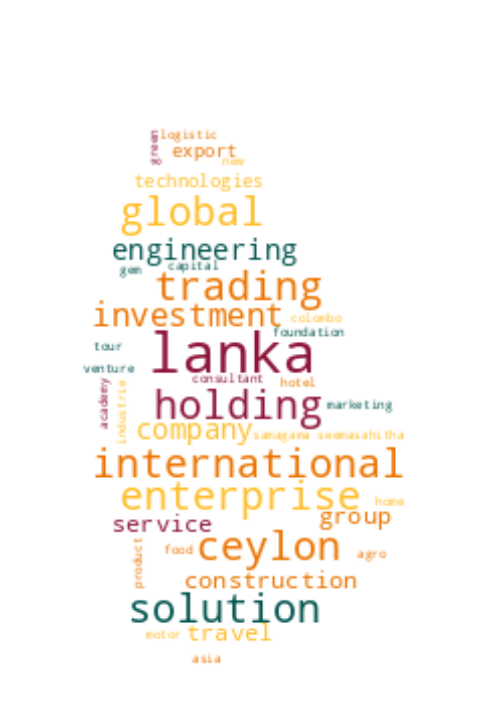 logistic
green
export
new
technologies
global
engineering
gem capital
trading
investment
colombo
foundation
tour
lanka
venture
consultant
hotel
academy
industrie
holding
marketing
company
samagama seemasahitha
international
enterprise
home
group
service
ceylon
product
food
agro
construction
solution
motor
travel
asia